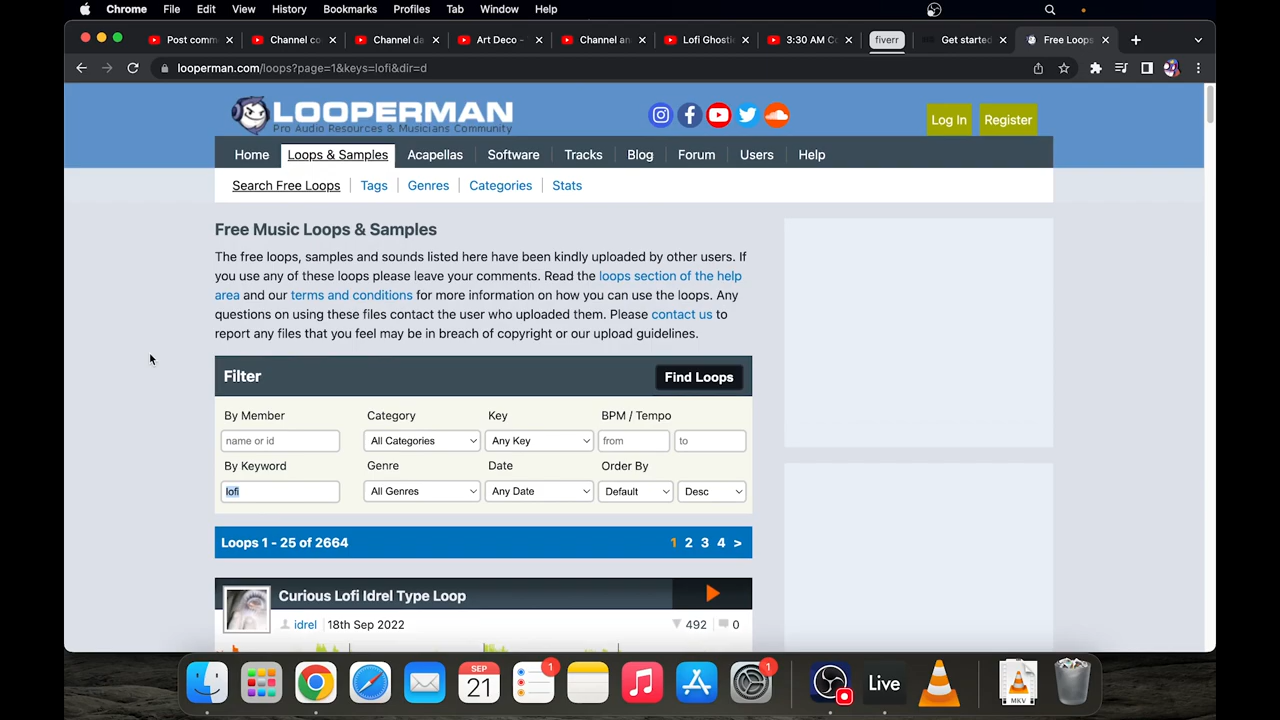 Chrome File Edit View History Bookmarks Profiles Tab Window Help
Post comm Channel co Channel da Art Deco - Channel an Lofi Ghosti 3:30 AM Co fiverr Get started Free Loops
looperman.com/loops?page=1&keys=lofi&dir=d
LOOPERMAN
Pro Audio Resources & Musicians Community
Log In Register
Home Loops & Samples Acapellas Software Tracks Blog Forum Users Help
Search Free Loops Tags Genres Categories Stats
Free Music Loops & Samples
The free loops, samples and sounds listed here have been kindly uploaded by other users. If
you use any of these loops please leave your comments. Read the loops section of the help
area and our terms and conditions for more information on how you can use the loops. Any
questions on using these files contact the user who uploaded them. Please contact us to
report any files that you feel may be in breach of copyright or our upload guidelines.
Filter Find Loops
By Member Category Key BPM / Tempo
name or id All Categories Any Key from to
By Keyword Genre Date Order By
lofi All Genres Any Date Default Desc
Loops 1 - 25 of 2664 1 2 3 4 >
Curious Lofi Idrel Type Loop
idrel 18th Sep 2022 492 0
SEP
21
1
1
Live
MKV